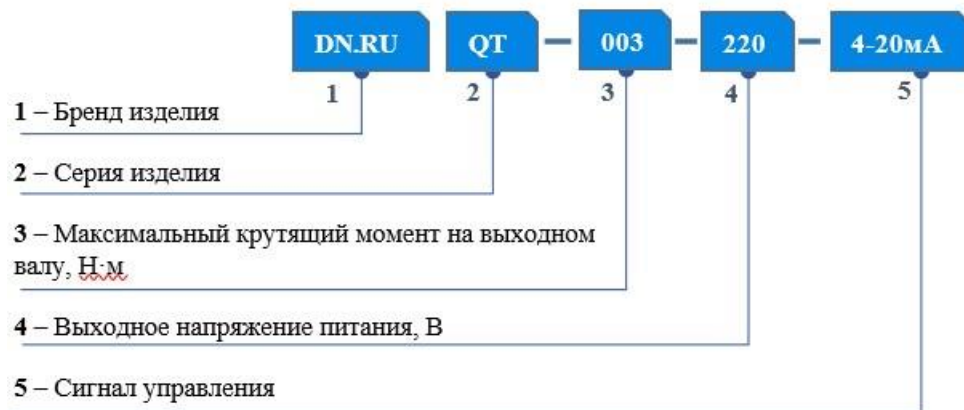 DN.RU QT – 003 – 220 – 4-20мА
1 2 3 4 5
1 – Бренд изделия
2 – Серия изделия
3 – Максимальный крутящий момент на выходном
валу, Н·м
4 – Выходное напряжение питания, В
5 – Сигнал управления